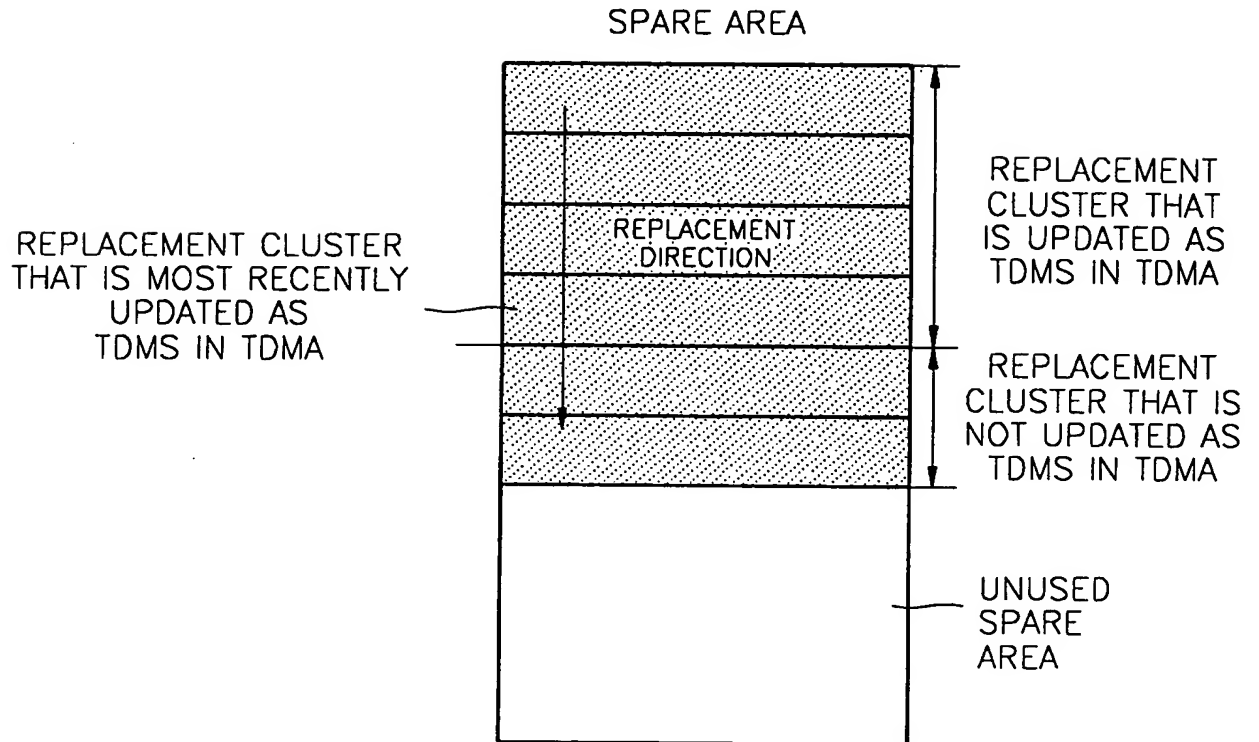 SPARE AREA
REPLACEMENT CLUSTER
THAT IS MOST RECENTLY
UPDATED AS
TDMS IN TDMA
REPLACEMENT
DIRECTION
REPLACEMENT
CLUSTER THAT
IS UPDATED AS
TDMS IN TDMA
REPLACEMENT
CLUSTER THAT IS
NOT UPDATED AS
TDMS IN TDMA
UNUSED
SPARE
AREA